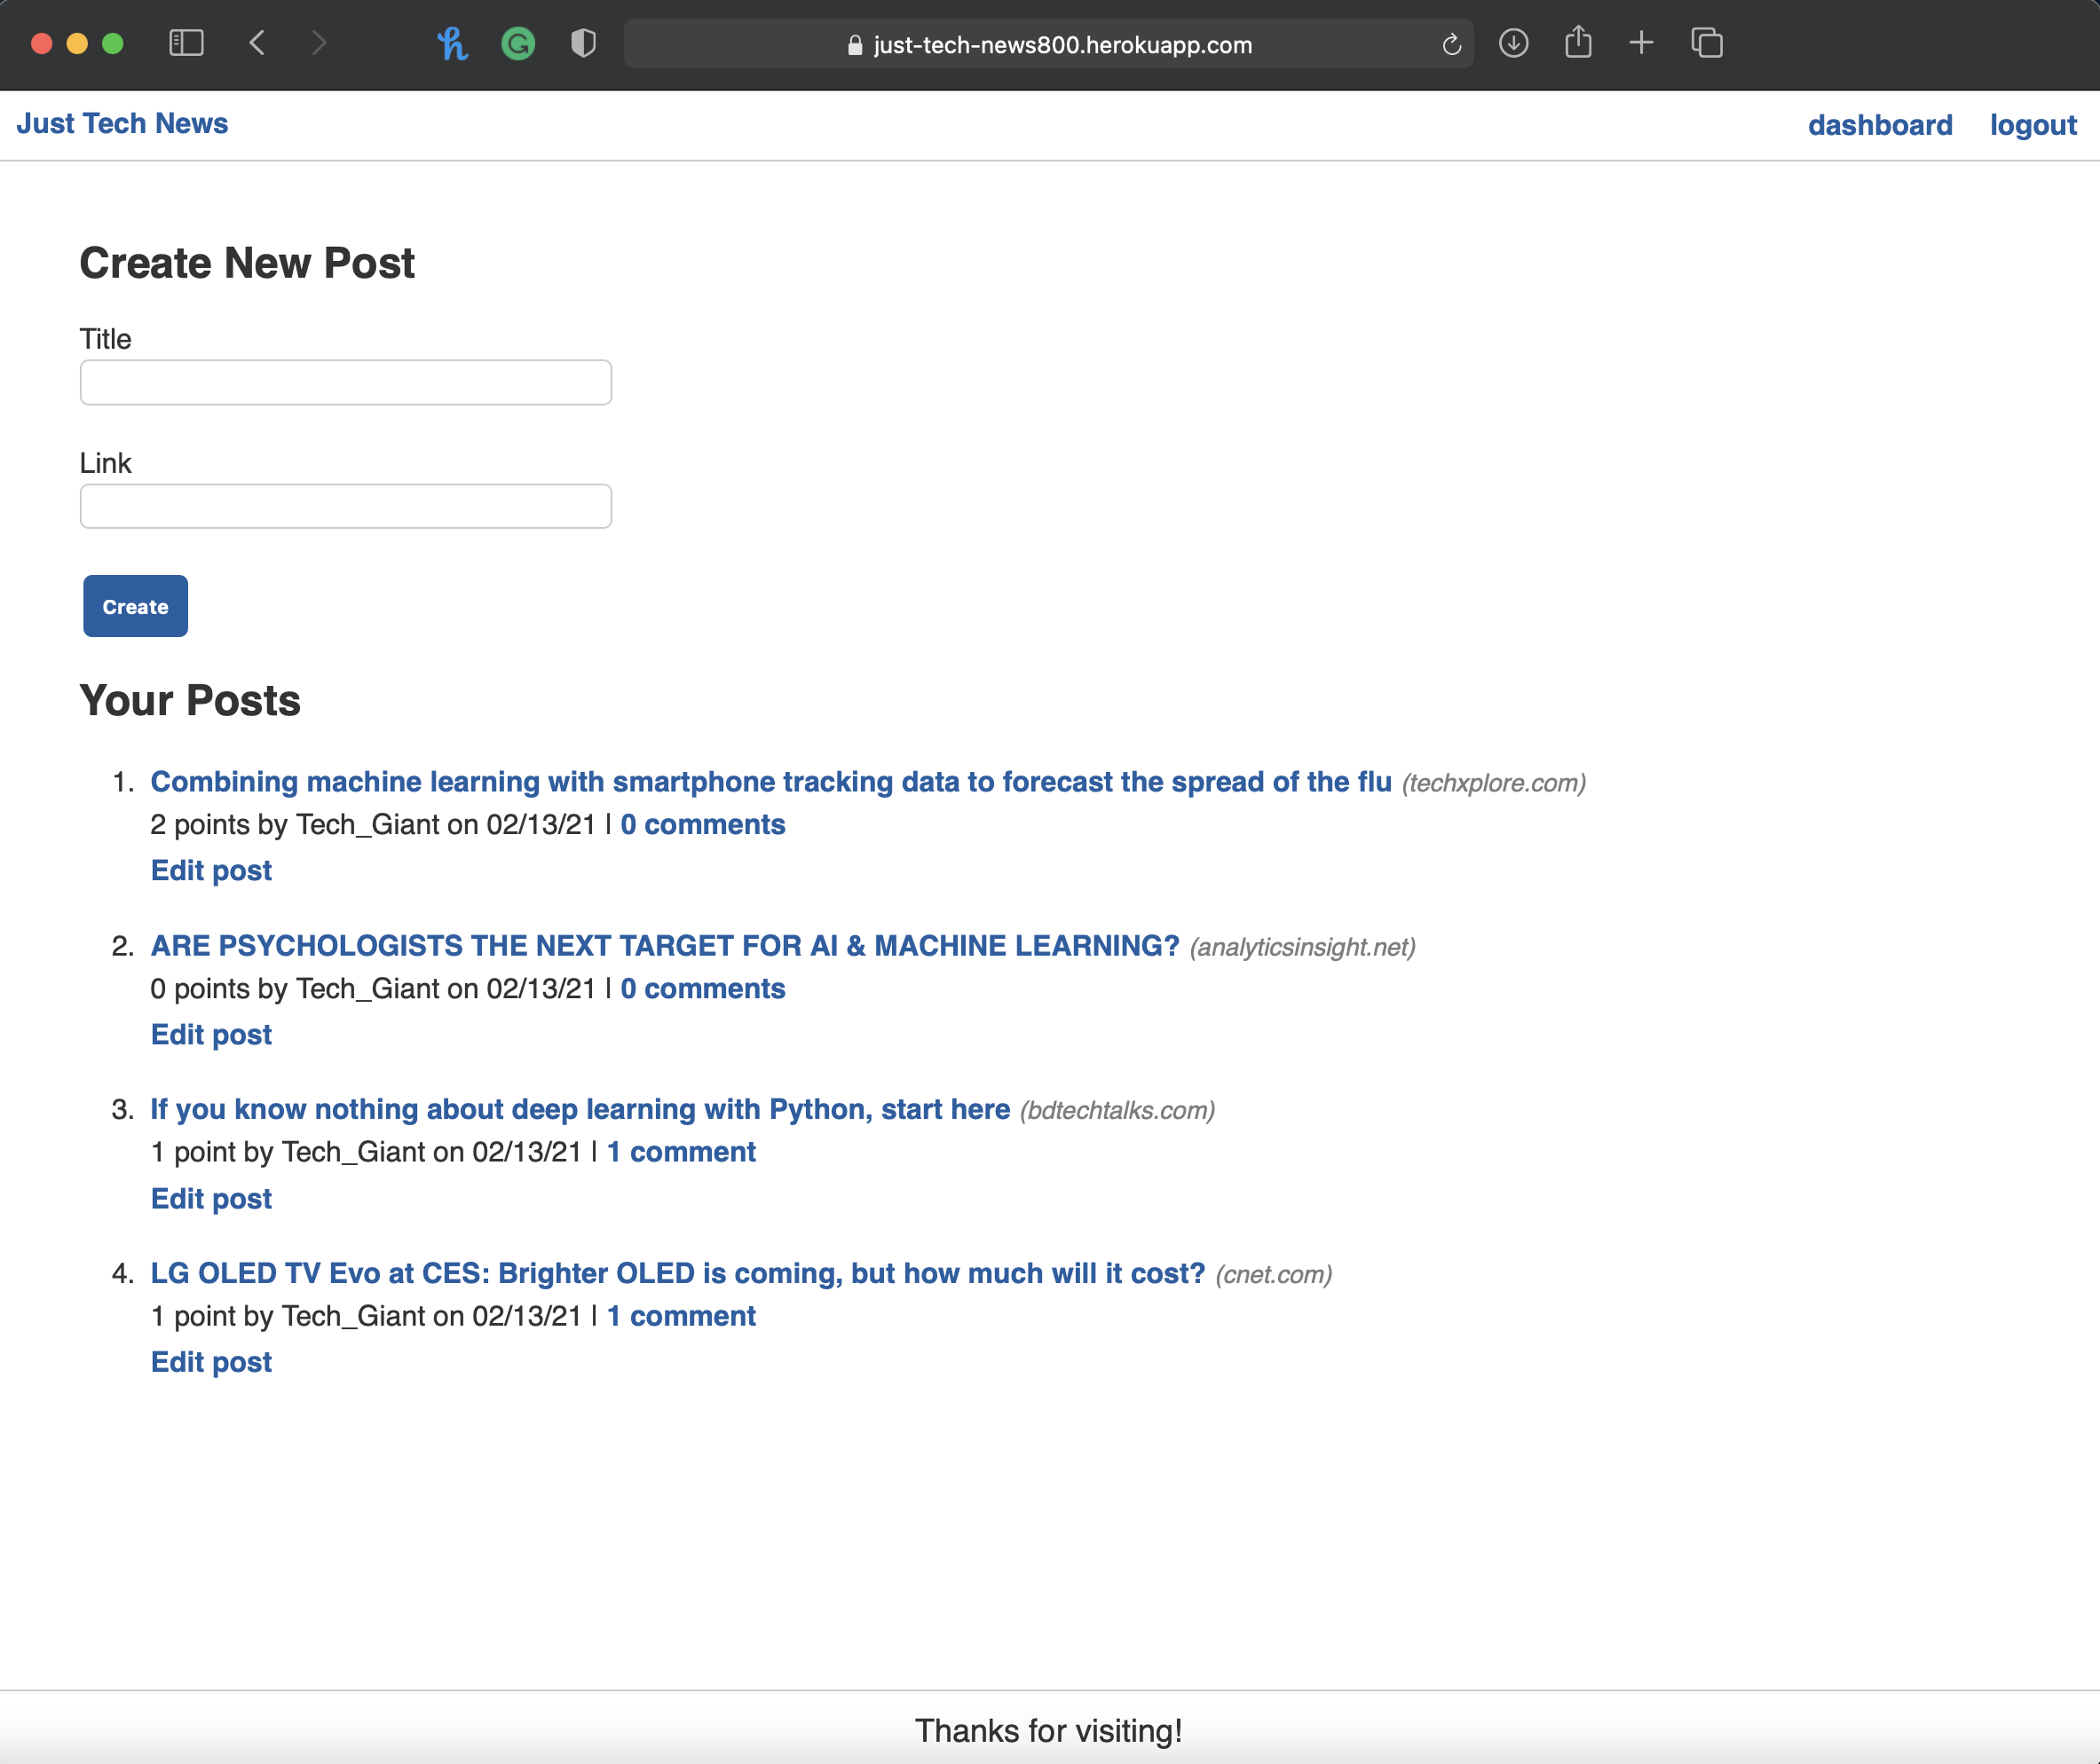 just-tech-news800.herokuapp.com
Just Tech News
dashboard logout
Create New Post
Title
Link
Create
Your Posts
1. Combining machine learning with smartphone tracking data to forecast the spread of the flu (techxplore.com)
2 points by Tech_Giant on 02/13/21 | 0 comments
Edit post
2. ARE PSYCHOLOGISTS THE NEXT TARGET FOR AI & MACHINE LEARNING? (analyticsinsight.net)
0 points by Tech_Giant on 02/13/21 | 0 comments
Edit post
3. If you know nothing about deep learning with Python, start here (bdtechtalks.com)
1 point by Tech_Giant on 02/13/21 | 1 comment
Edit post
4. LG OLED TV Evo at CES: Brighter OLED is coming, but how much will it cost? (cnet.com)
1 point by Tech_Giant on 02/13/21 | 1 comment
Edit post
Thanks for visiting!